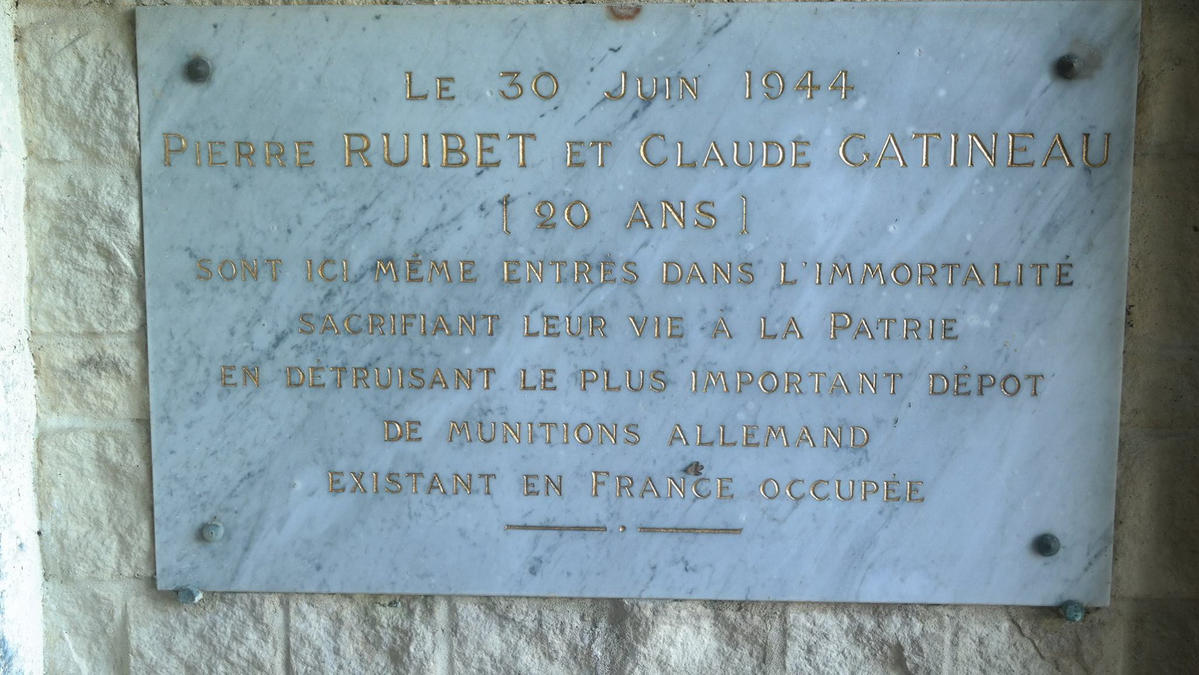 Le 30 Juin 1944
Pierre RUIBET et Claude GATINEAU
[20 ANS]
SONT ICI MÊME ENTRÉS DANS L'IMMORTALITÉ
SACRIFIANT LEUR VIE À LA PATRIE
EN DÉTRUISANT LE PLUS IMPORTANT DÉPOT
DE MUNITIONS ALLEMAND
EXISTANT EN FRANCE OCCUPÉE